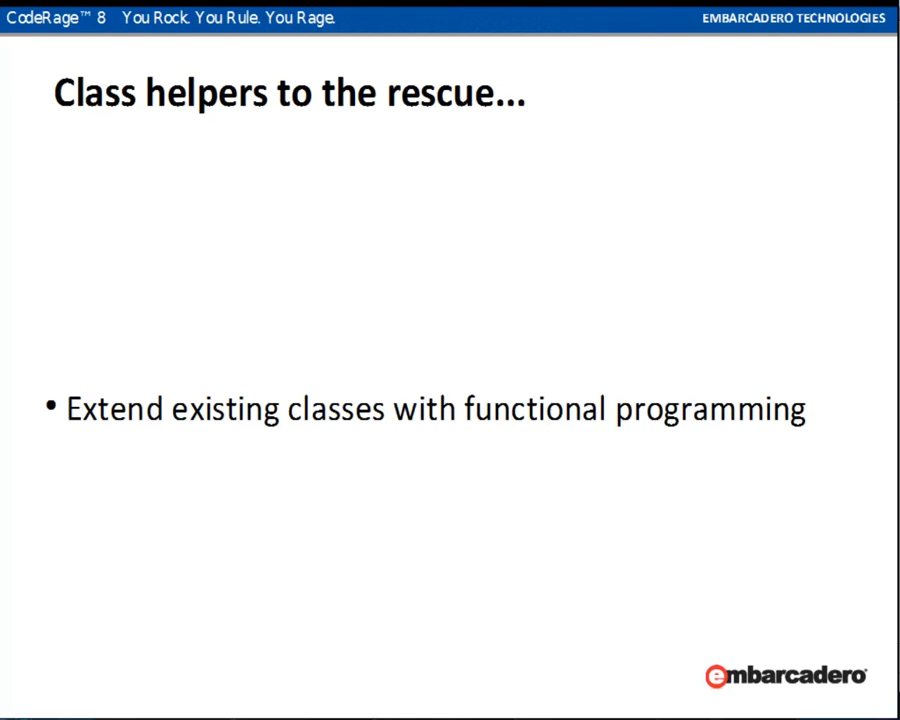 CodeRage™ 8 You Rock. You Rule. You Rage.
EMBARCADERO TECHNOLOGIES
Class helpers to the rescue...
• Extend existing classes with functional programming
embarcadero